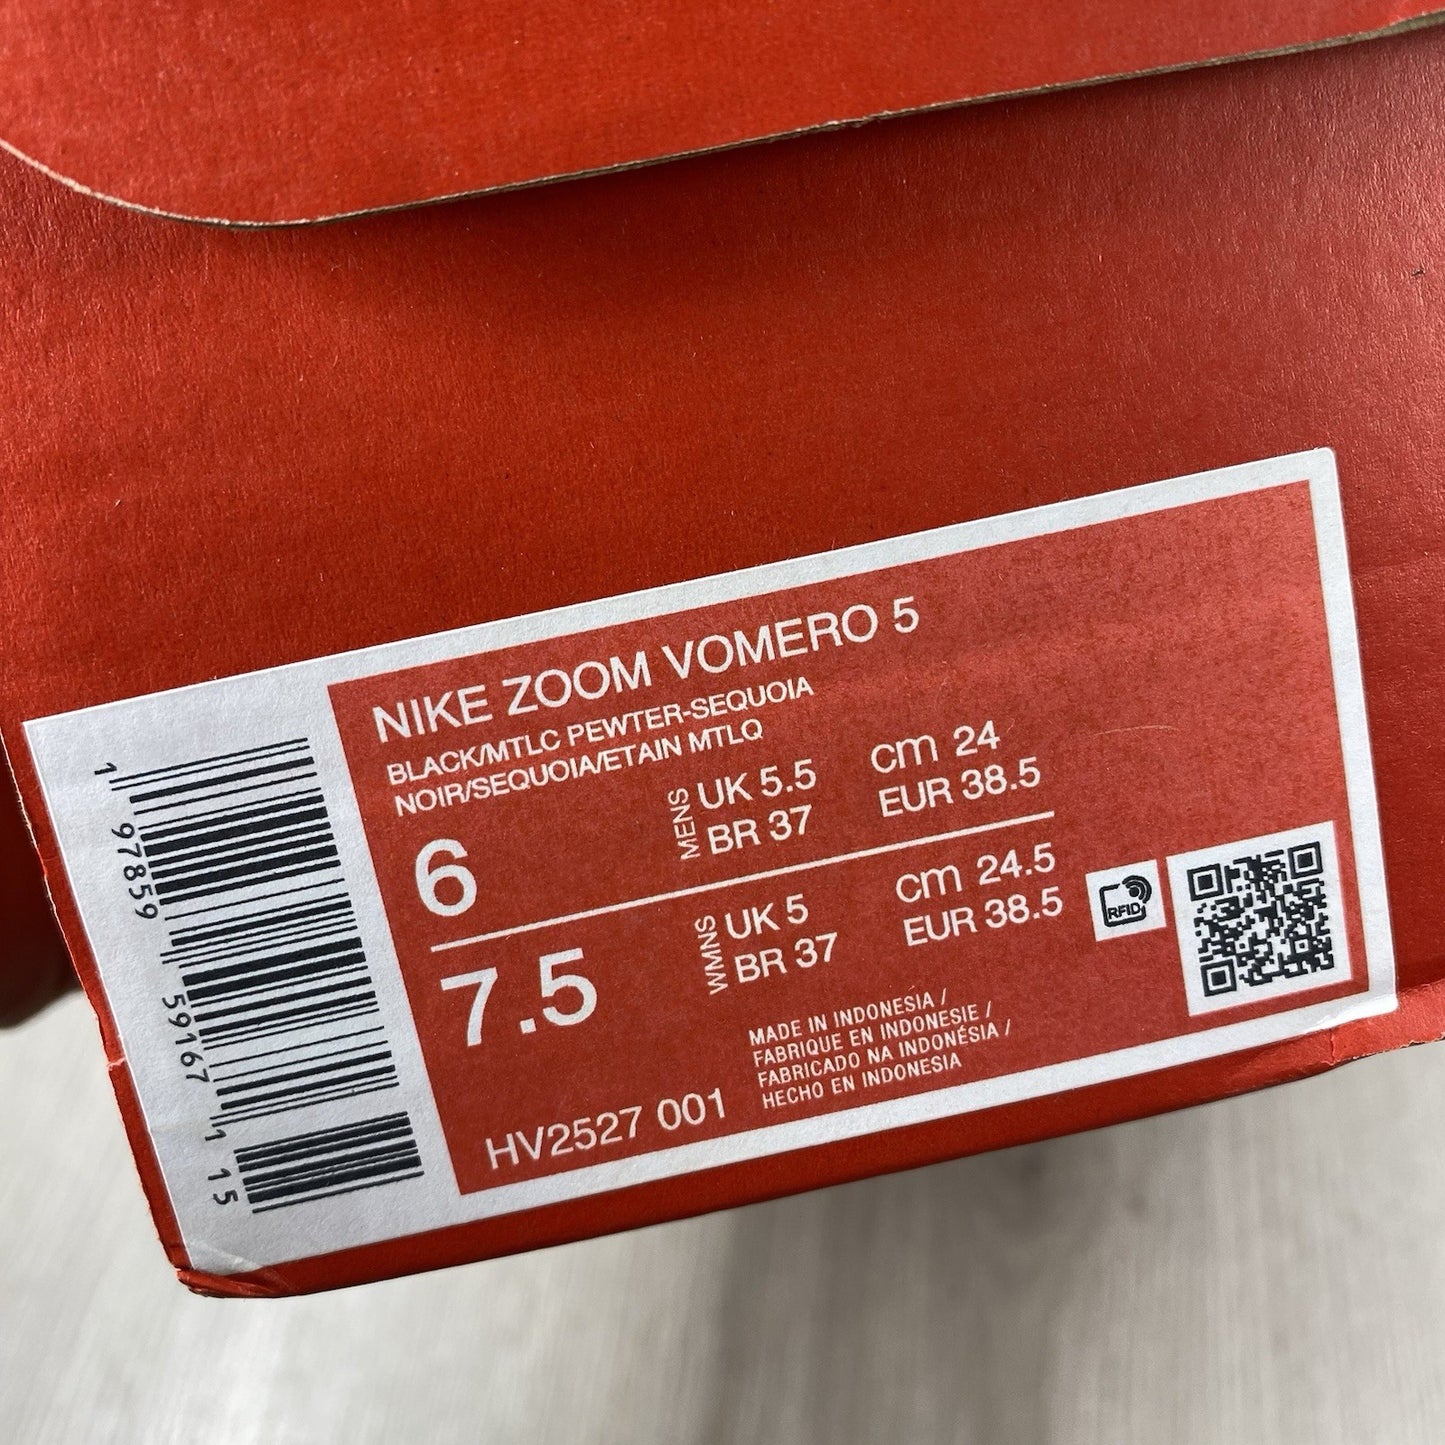 NIKE ZOOM VOMERO 5
BLACK/MTLC PEWTER-SEQUOIA
NOIR/SEQUOIA/ETAIN MTLQ
6
MENS
UK 5.5
BR 37
cm 24
EUR 38.5
7.5
WMNS
UK 5
BR 37
cm 24.5
EUR 38.5
RFID
MADE IN INDONESIA /
FABRIQUE EN INDONESIE /
FABRICADO NA INDONÉSIA /
HECHO EN INDONESIA
HV2527 001
1 97859 59167 1 15